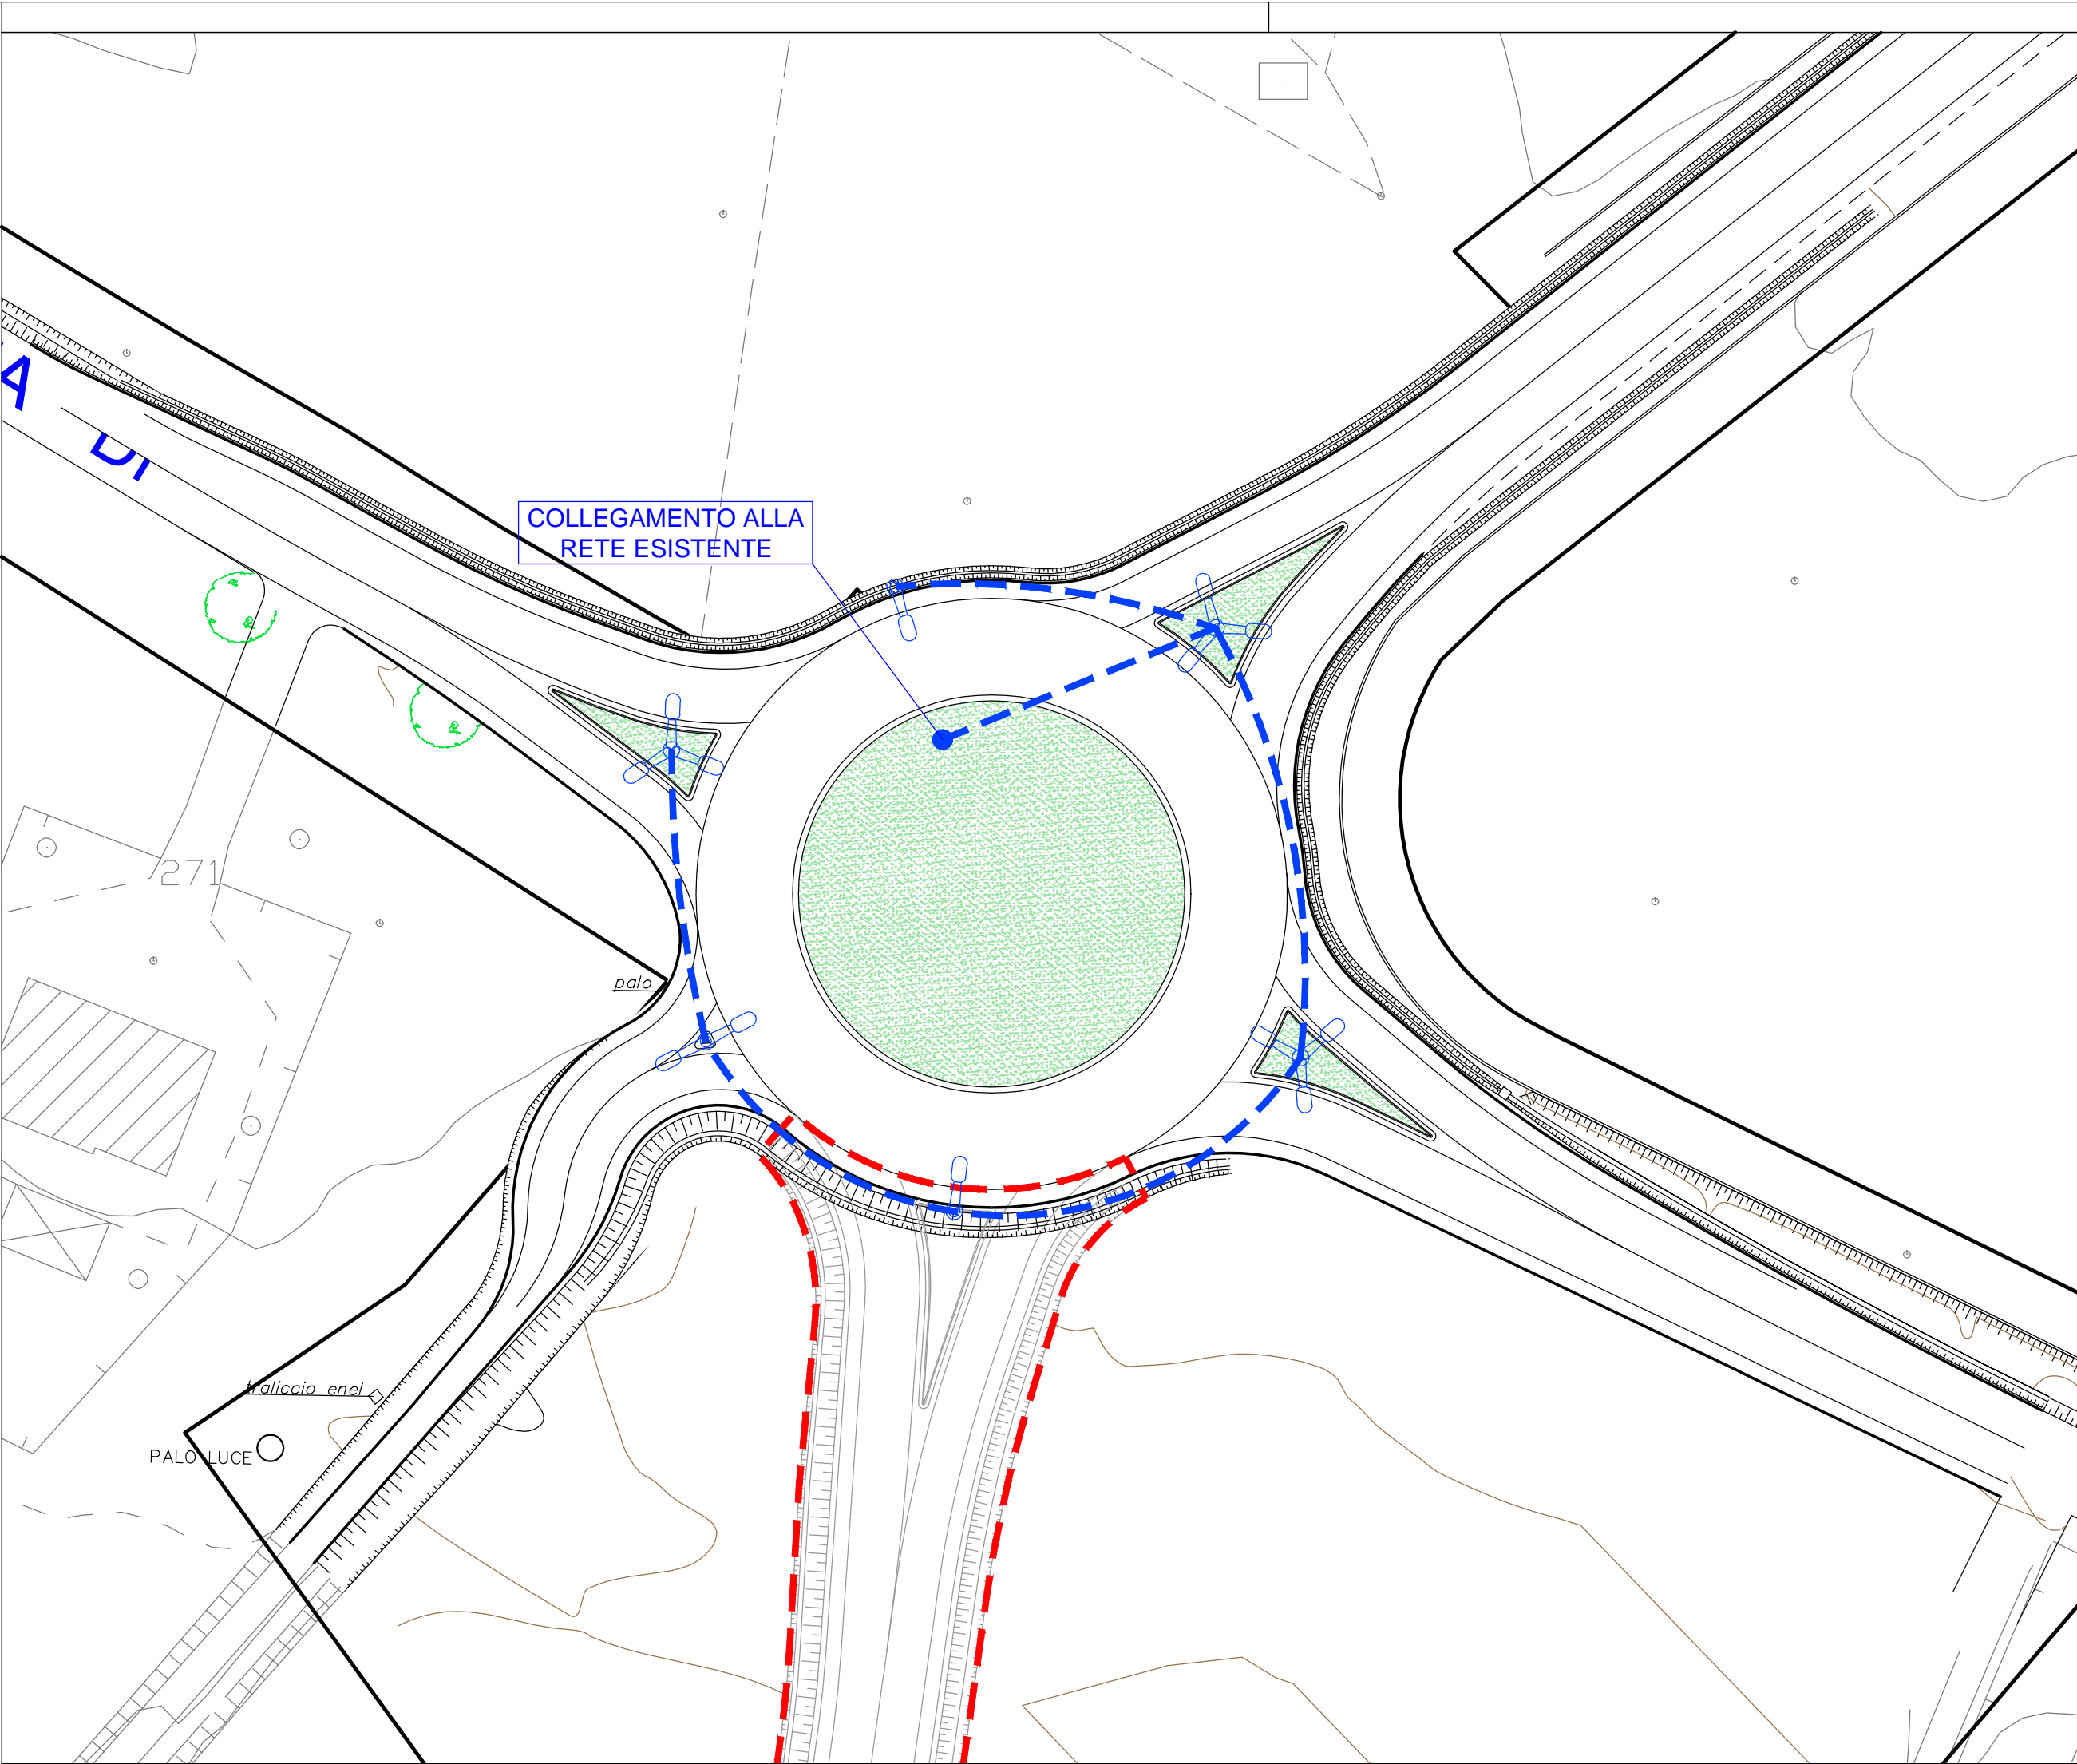 A
DI
COLLEGAMENTO ALLA
RETE ESISTENTE
271
palo
traliccio enel
PALO LUCE